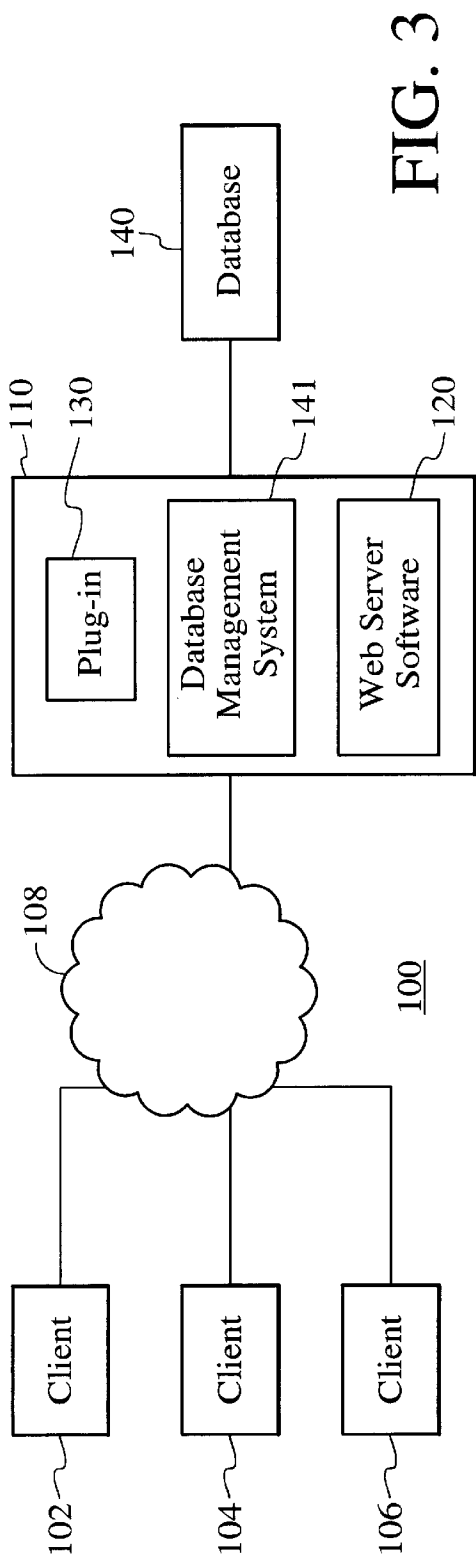 110
130
140
Plug-in
108
Client
102
Database
Management
System
141
Database
Client
104
Web Server
Software
120
Client
106
100
FIG. 3